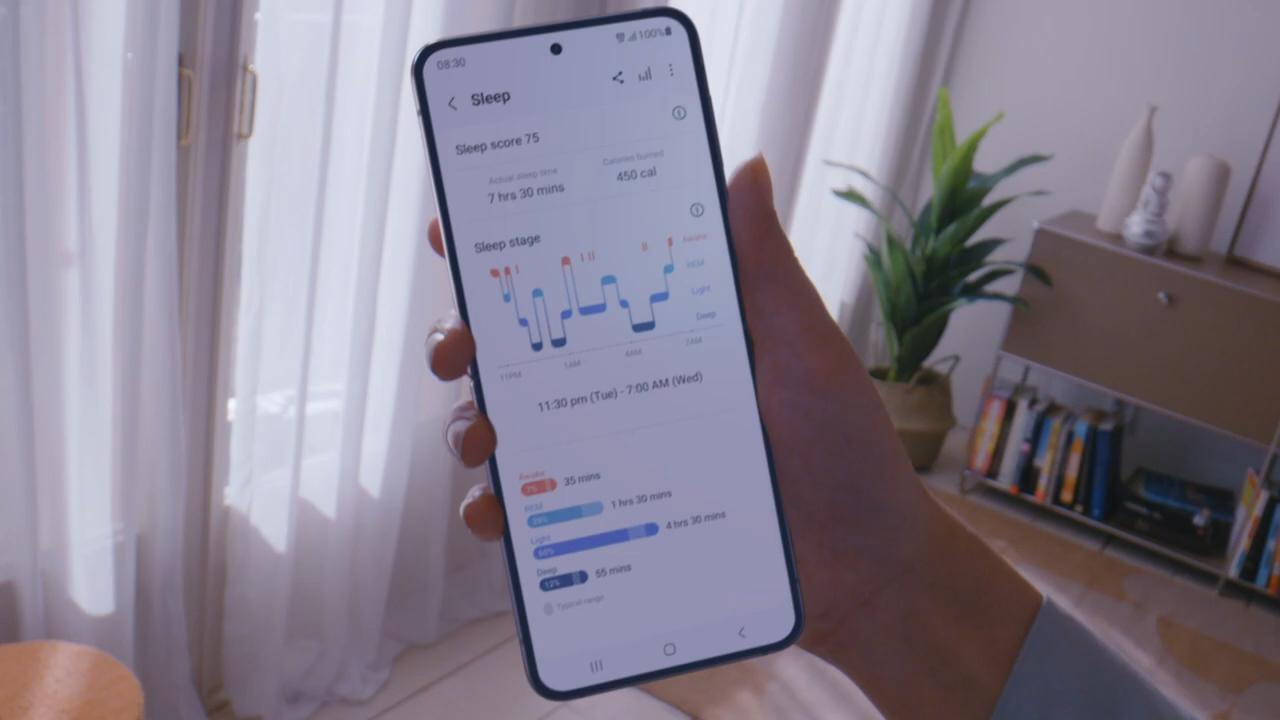 08:30
100%
Sleep
Sleep score 75
Actual sleep time
Calories burned
7 hrs 30 mins
450 cal
Sleep stage
Awake
REM
Light
Deep
11PM
1AM
4AM
7AM
11:30 pm (Tue) - 7:00 AM (Wed)
Awake
7%
35 mins
REM
1 hrs 30 mins
Light
4 hrs 30 mins
Deep
12%
55 mins
Typical range